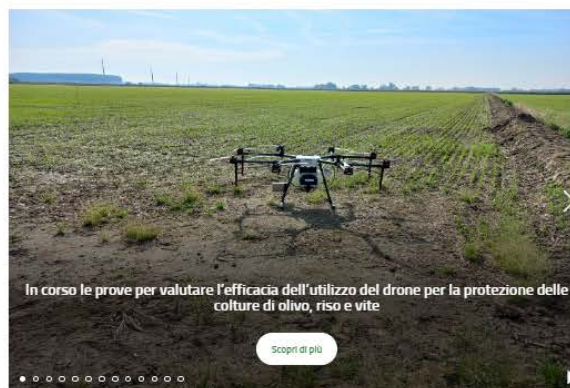 In corso le prove per valutare l'efficacia dell'utilizzo del drone per la protezione delle
colture di olivo, riso e vite
Scopri di più